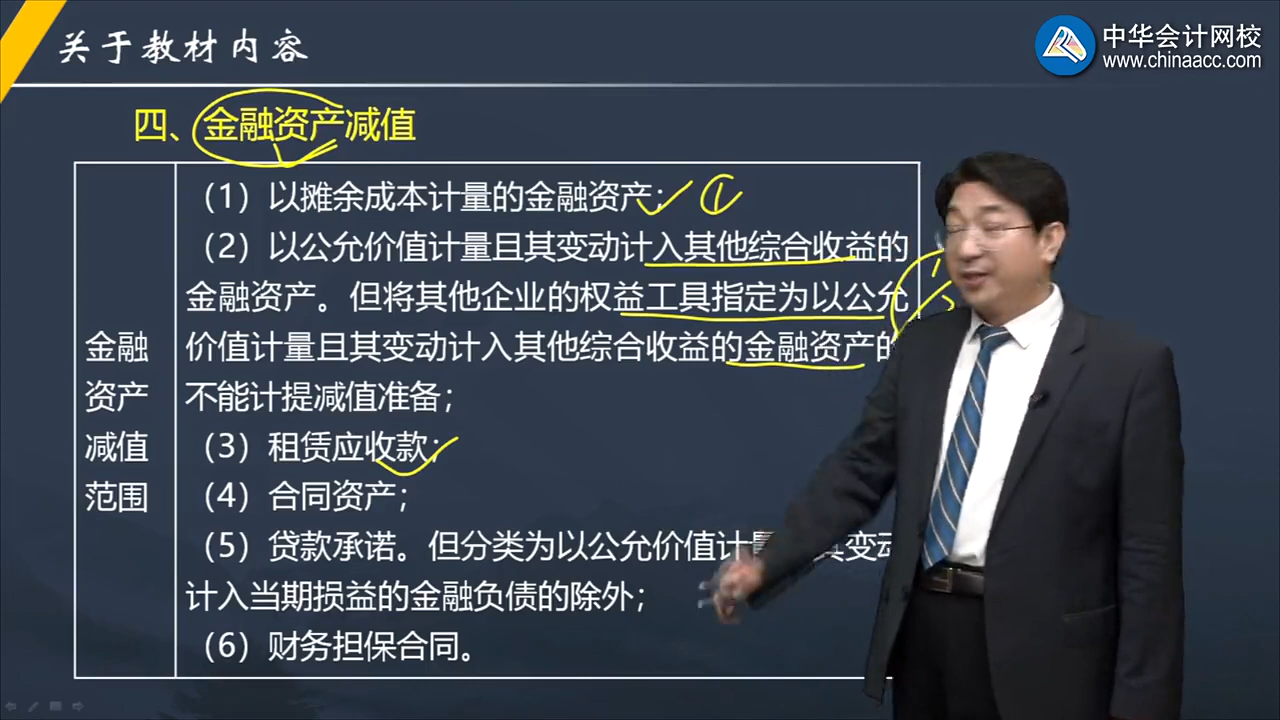 关于教材内容
中华会计网校
www.chinaacc.com
四、金融资产减值
金融
资产
减值
范围
（1）以摊余成本计量的金融资产；①
（2）以公允价值计量且其变动计入其他综合收益的
金融资产。但将其他企业的权益工具指定为以公允
价值计量且其变动计入其他综合收益的金融资产的
不能计提减值准备；
（3）租赁应收款；
（4）合同资产；
（5）贷款承诺。但分类为以公允价值计量 其变动
计入当期损益的金融负债的除外；
（6）财务担保合同。